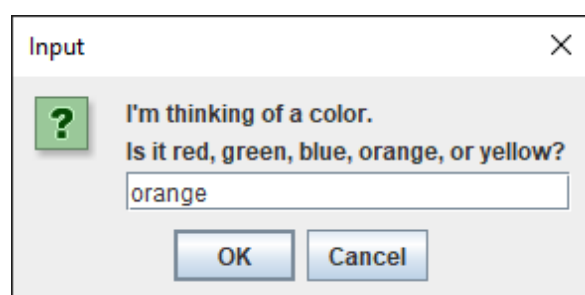 Input
?
I'm thinking of a color.
Is it red, green, blue, orange, or yellow?
orange
OK Cancel